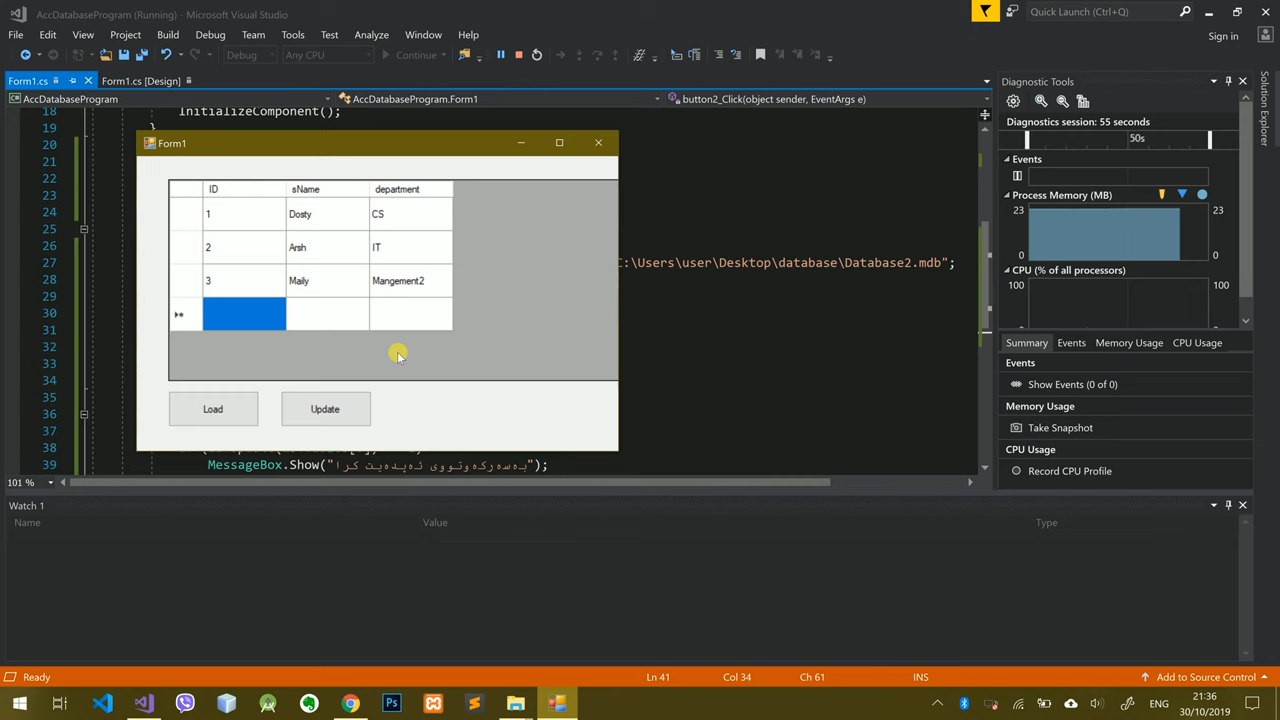 AccDatabaseProgram (Running) - Microsoft Visual Studio
Quick Launch (Ctrl+Q)
File Edit View Project Build Debug Team Tools Test Analyze Window Help
Sign in
Debug Any CPU Continue
Form1.cs Form1.cs [Design]
Diagnostic Tools
AccDatabaseProgram AccDatabaseProgram.Form1 button2_Click(object sender, EventArgs e)
18 InitializeComponent();
19 }
20
21
22
23
24
25
26
27 C:\Users\user\Desktop\database\Database2.mdb";
28
29
30
31
32
33
34
35
36
37
38
39 MessageBox.Show("بەسەرکەوتووی ئەپدەیت کرا");
Form1
ID sName department
1 Dosty CS
2 Arsh IT
3 Maily Mangement2
Load Update
Diagnostics session: 55 seconds
50s
Events
Process Memory (MB)
23 23
0 0
CPU (% of all processors)
100 100
0 0
Summary Events Memory Usage CPU Usage
Events
Show Events (0 of 0)
Memory Usage
Take Snapshot
CPU Usage
Record CPU Profile
Solution Explorer
101 %
Watch 1
Name Value Type
Ready Ln 41 Col 34 Ch 61 INS Add to Source Control
Ps
ENG 21:36
30/10/2019